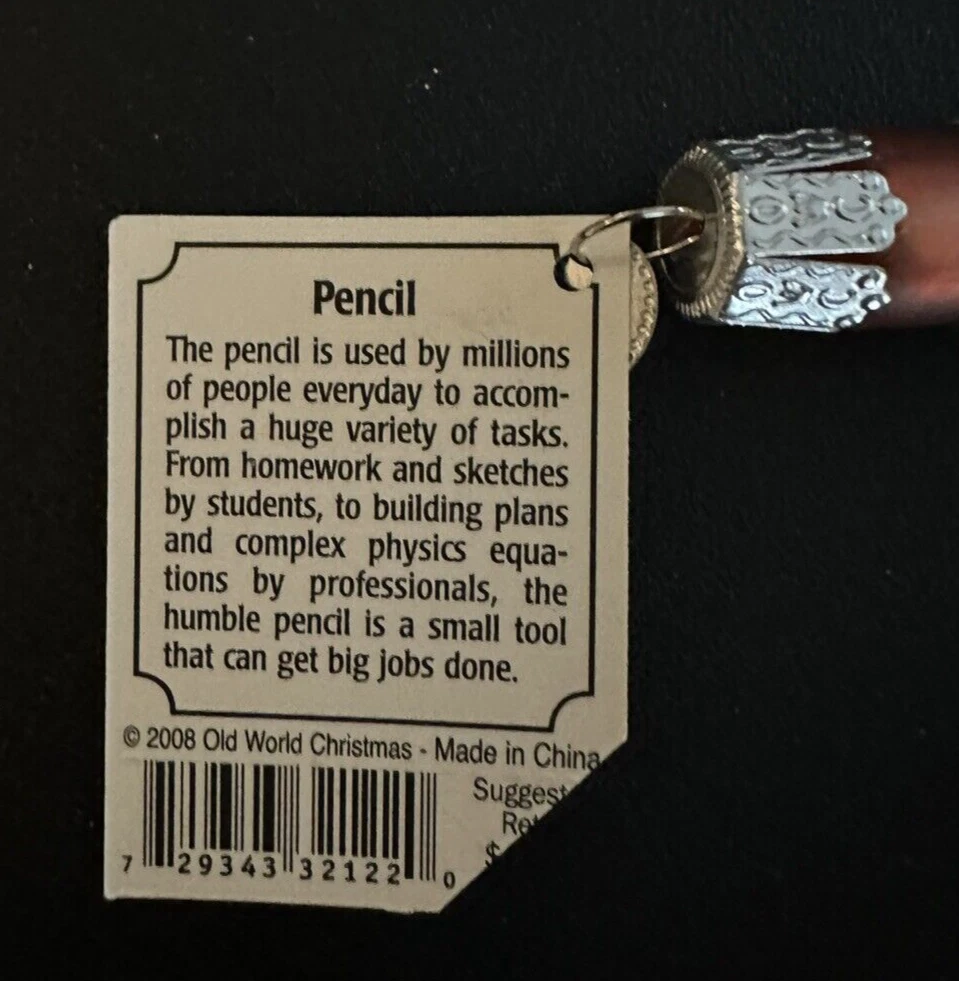 Pencil
The pencil is used by millions
of people everyday to accom-
plish a huge variety of tasks.
From homework and sketches
by students, to building plans
and complex physics equa-
tions by professionals, the
humble pencil is a small tool
that can get big jobs done.
© 2008 Old World Christmas - Made in China
Suggest
$
7 29343 32122 0